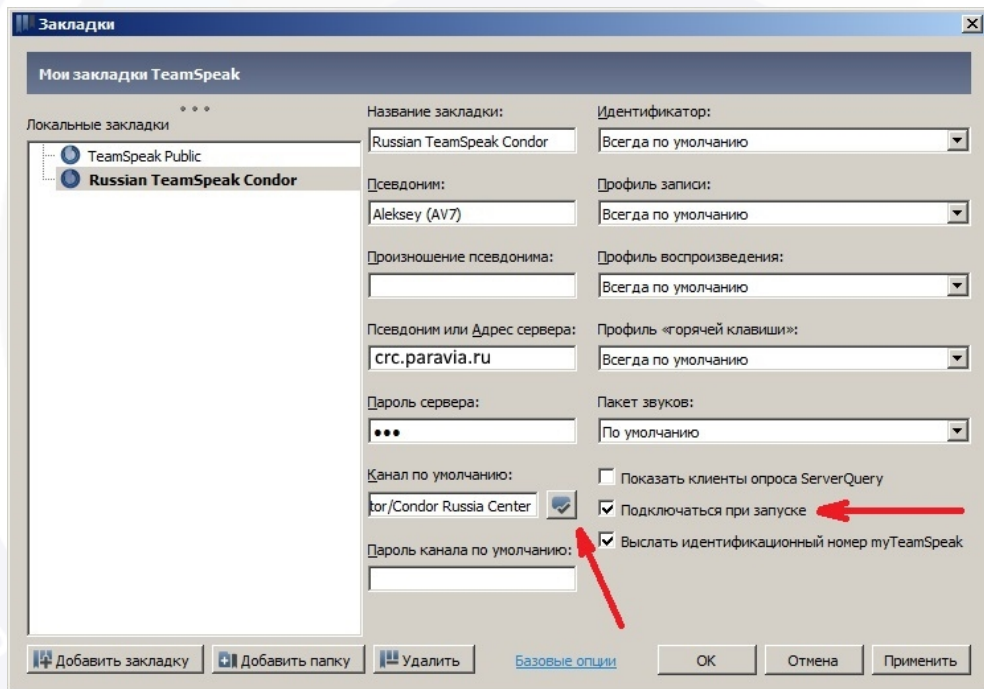 Закладки
Мои закладки TeamSpeak
Локальные закладки
TeamSpeak Public
Russian TeamSpeak Condor
Название закладки:
Russian TeamSpeak Condor
Псевдоним:
Aleksey (AV7)
Произношение псевдонима:
Псевдоним или Адрес сервера:
crc.paravia.ru
Пароль сервера:
•••
Канал по умолчанию:
tor/Condor Russia Center
Пароль канала по умолчанию:
Идентификатор:
Всегда по умолчанию
Профиль записи:
Всегда по умолчанию
Профиль воспроизведения:
Всегда по умолчанию
Профиль «горячей клавиши»:
Всегда по умолчанию
Пакет звуков:
По умолчанию
Показать клиенты опроса ServerQuery
Подключаться при запуске
Выслать идентификационный номер myTeamSpeak
Добавить закладку
Добавить папку
Удалить
Базовые опции
OK
Отмена
Применить